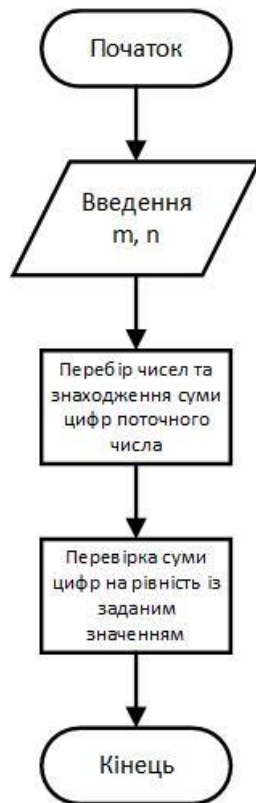 Початок
Введення
m, n
Перебір чисел та
знаходження суми
цифр поточного
числа
Перевірка суми
цифр на рівність із
заданим
значенням
Кінець